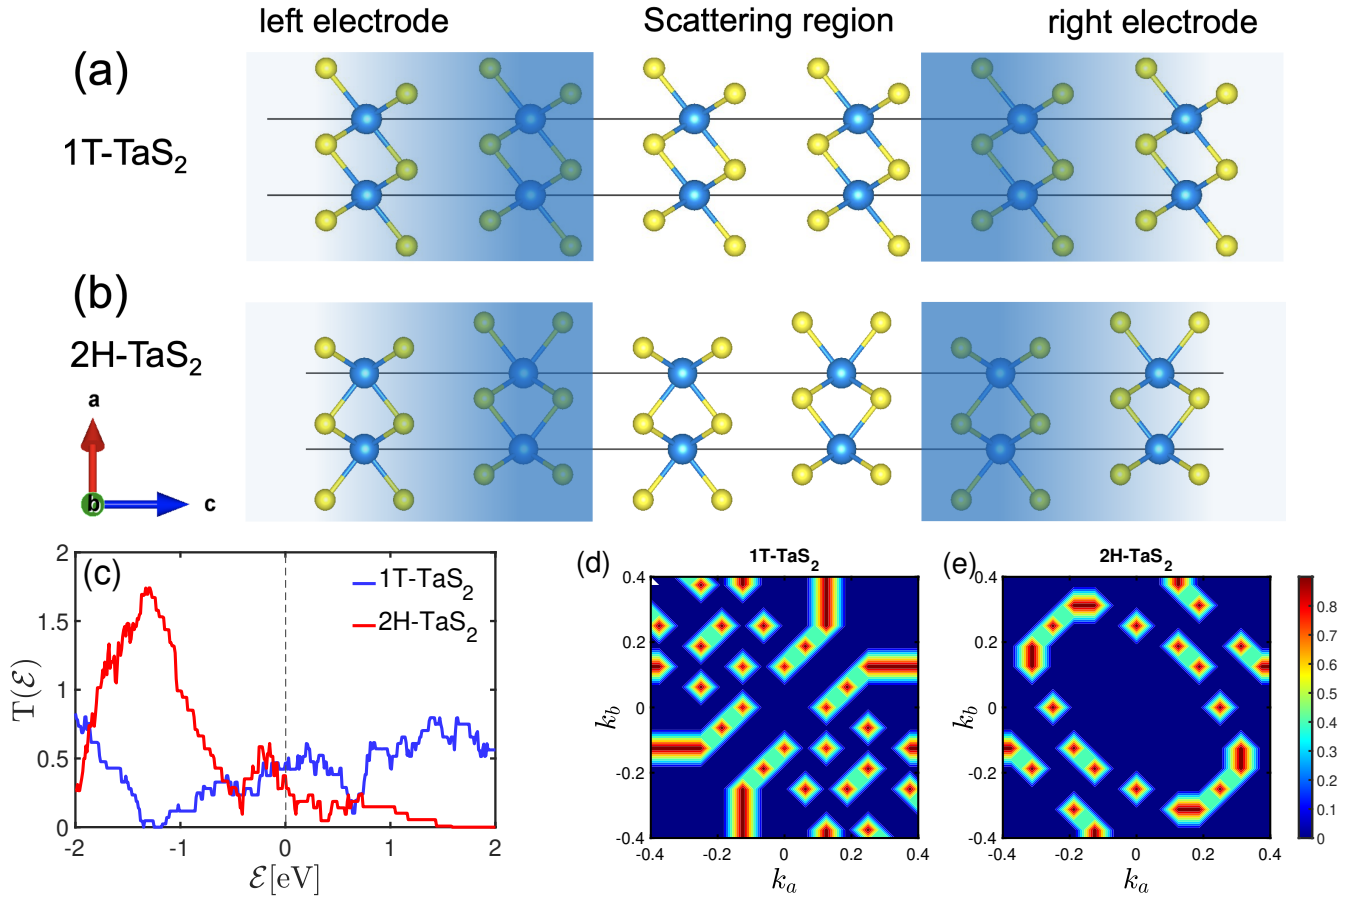 left electrode Scattering region right electrode
(a)
1T-TaS2
(b)
2H-TaS2
a
b c
(c)
1T-TaS2
2H-TaS2
2
1.5
1
0.5
0
T(ℰ)
-2 -1 0 1 2
ℰ[eV]
(d) 1T-TaS2
0.4
0.2
0
-0.2
-0.4
k_b
-0.4 -0.2 0 0.2 0.4
k_a
(e) 2H-TaS2
0.4
0.2
0
-0.2
-0.4
k_b
-0.4 -0.2 0 0.2 0.4
k_a
0.8
0.7
0.6
0.5
0.4
0.3
0.2
0.1
0